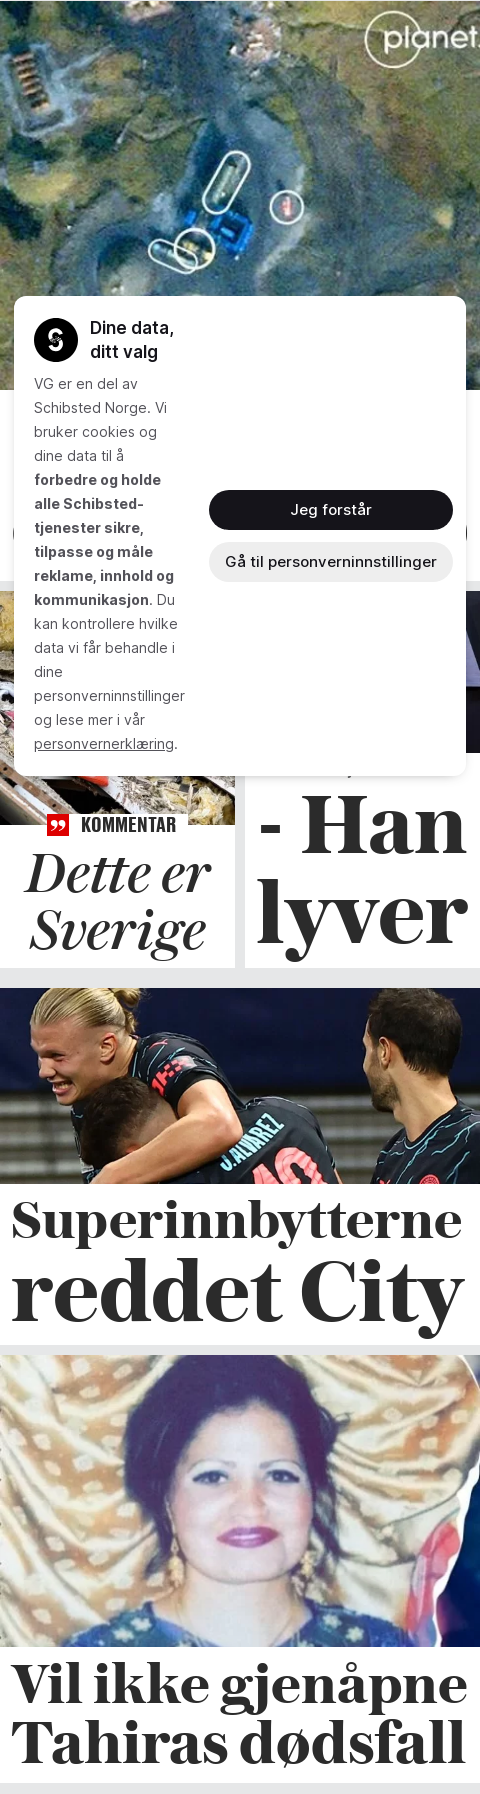 planet.
Dine data,
ditt valg
VG er en del av
Schibsted Norge. Vi
bruker cookies og
dine data til å
forbedre og holde
alle Schibsted-
tjenester sikre,
tilpasse og måle
reklame, innhold og
kommunikasjon. Du
kan kontrollere hvilke
data vi får behandle i
dine
personverninnstillinger
og lese mer i vår
personvernerklæring.
Jeg forstår
Gå til personverninnstillinger
KOMMENTAR
Dette er
Sverige
- Han
lyver
J.ALVAREZ
Superinnbytterne
reddet City
Vil ikke gjenåpne
Tahiras dødsfall